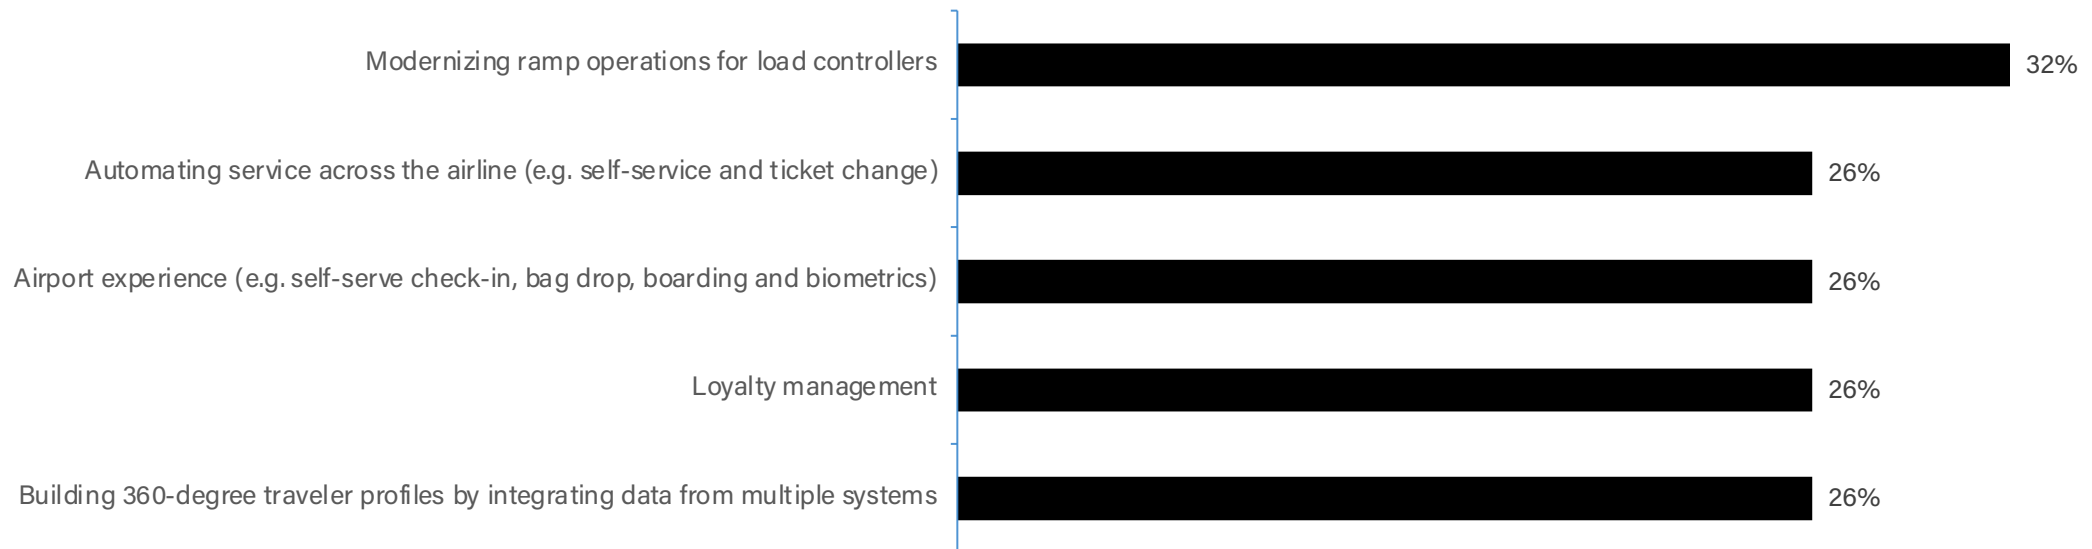 Modernizing ramp operations for load controllers 32%
Automating service across the airline (e.g. self-service and ticket change) 26%
Airport experience (e.g. self-serve check-in, bag drop, boarding and biometrics) 26%
Loyalty management 26%
Building 360-degree traveler profiles by integrating data from multiple systems 26%